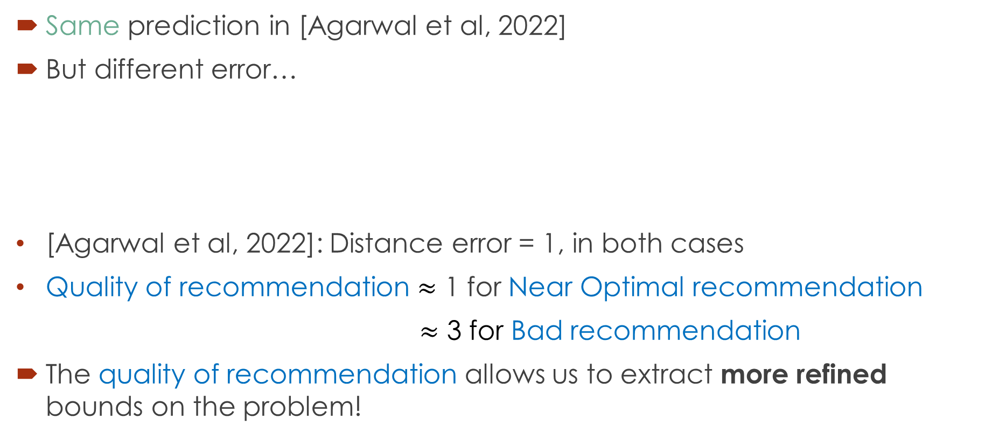 Same prediction in [Agarwal et al, 2022]
But different error…
• [Agarwal et al, 2022]: Distance error = 1, in both cases
• Quality of recommendation ≈ 1 for Near Optimal recommendation
≈ 3 for Bad recommendation
The quality of recommendation allows us to extract more refined
bounds on the problem!